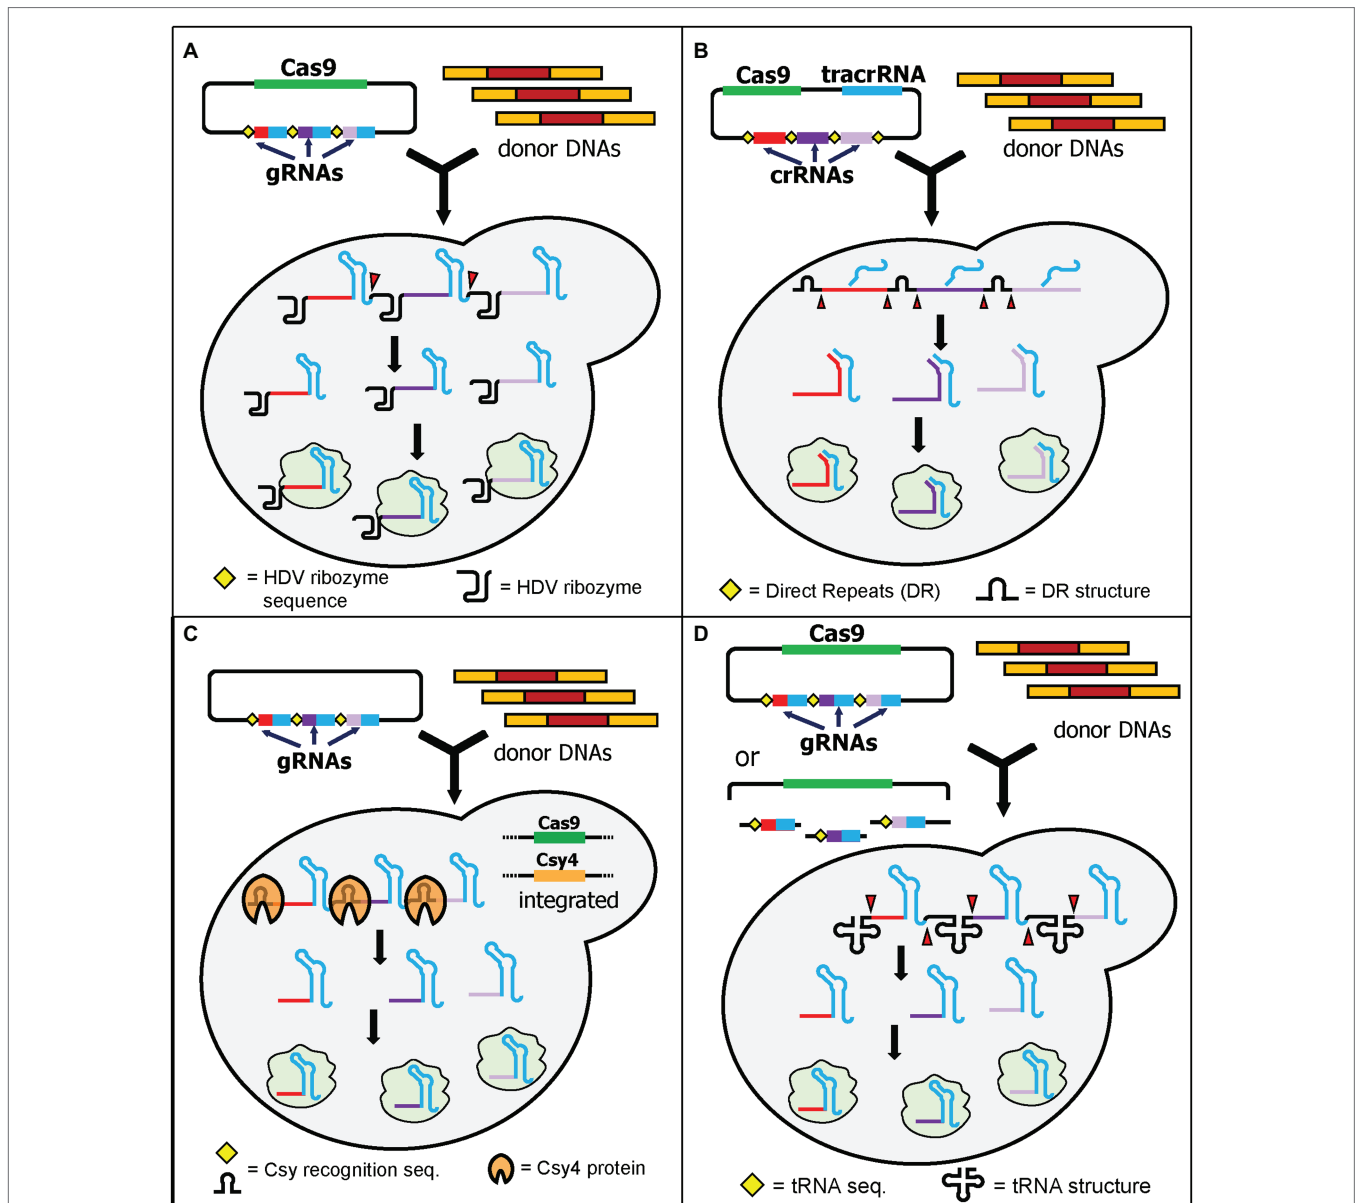 A
Cas9
donor DNAs
gRNAs
= HDV ribozyme
sequence
= HDV ribozyme
B
Cas9 tracrRNA
donor DNAs
crRNAs
= Direct Repeats (DR)
= DR structure
C
gRNAs
donor DNAs
Cas9
Csy4
integrated
= Csy recognition seq.
= Csy4 protein
D
Cas9
gRNAs
donor DNAs
or
= tRNA seq.
= tRNA structure